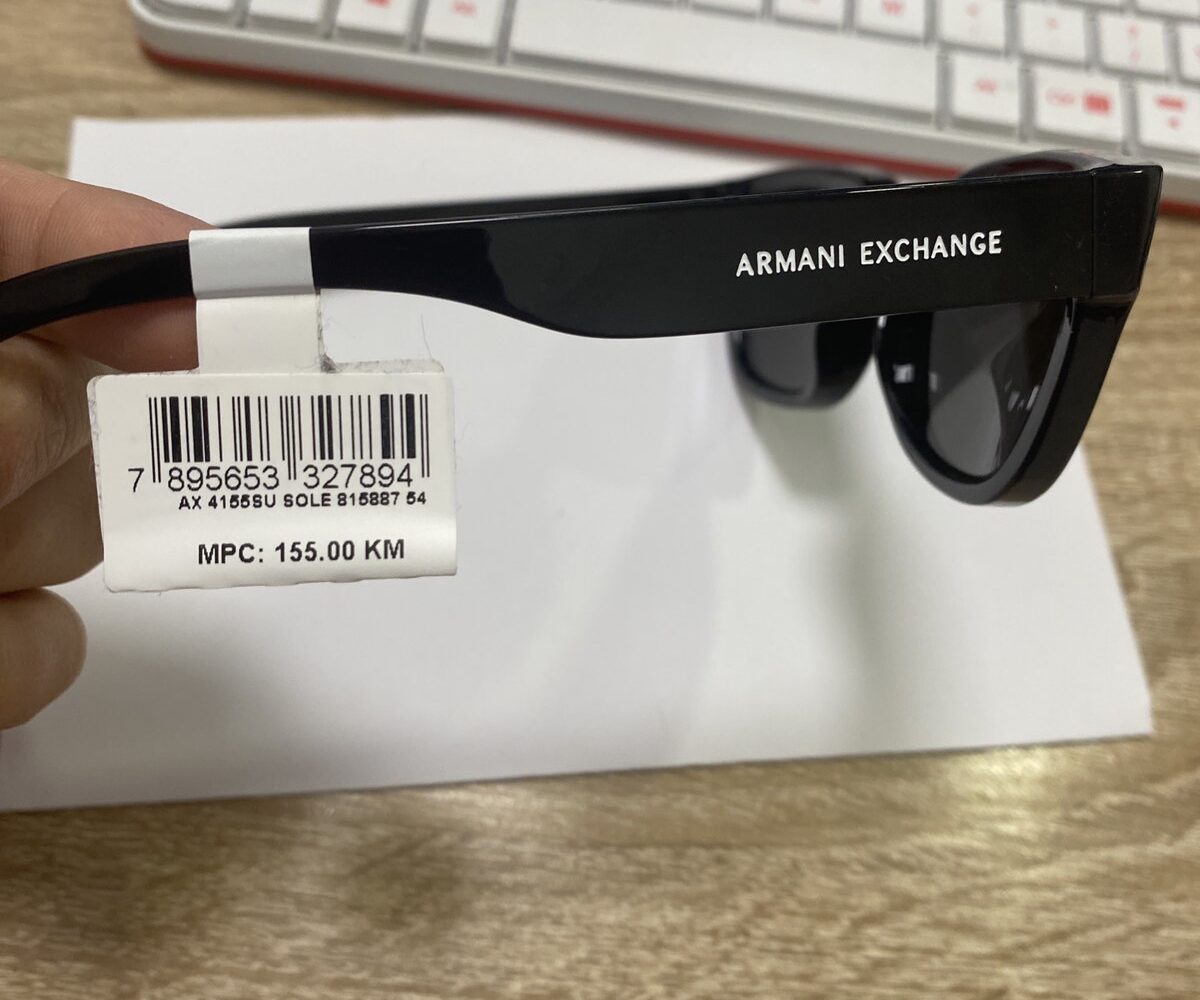 ARMANI EXCHANGE
7 895653 327894
AX 4155SU SOLE 815887 54
MPC: 155.00 KM